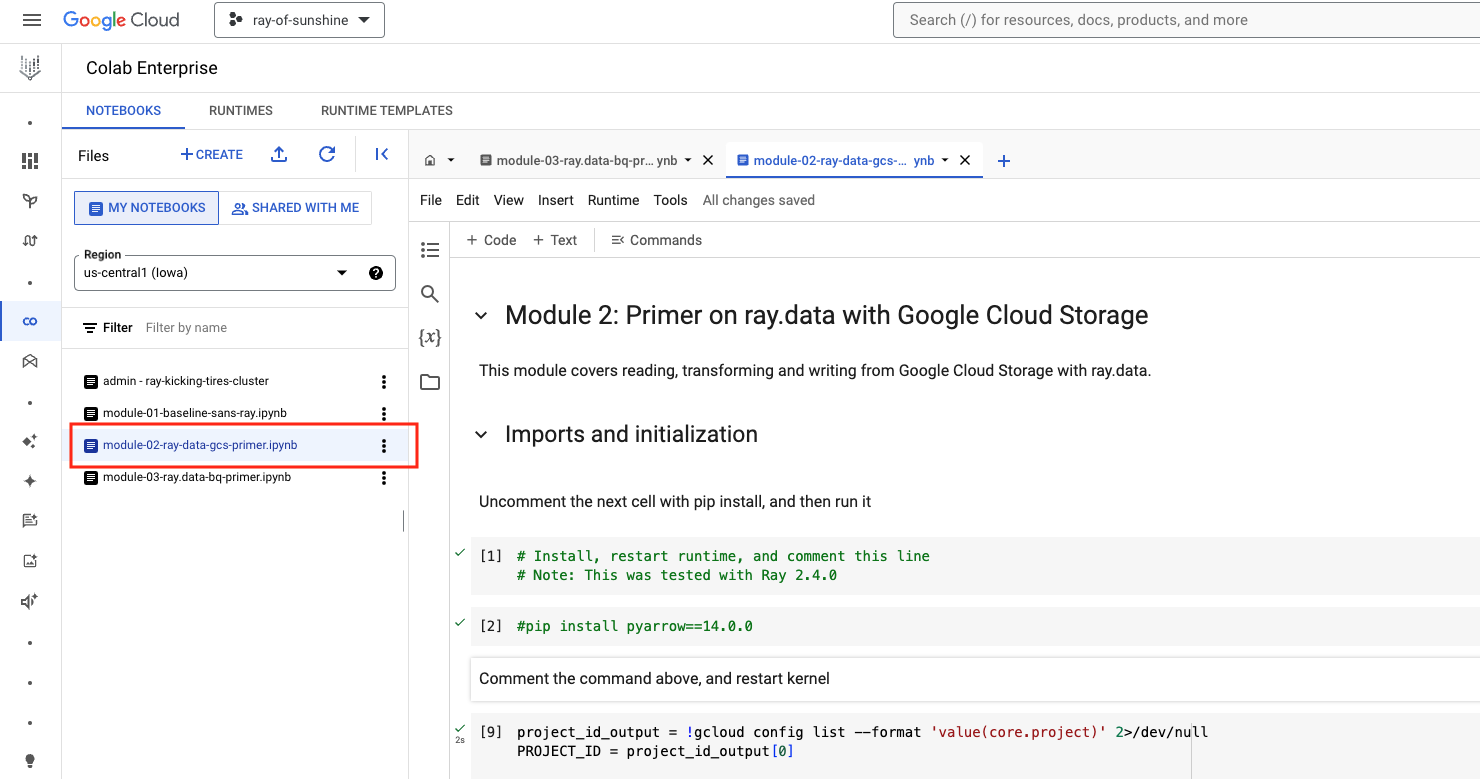 Google Cloud
ray-of-sunshine
Search (/) for resources, docs, products, and more
Colab Enterprise
NOTEBOOKS RUNTIMES RUNTIME TEMPLATES
Files
+ CREATE
module-03-ray.data-bq-pr... ynb
module-02-ray-data-gcs-... ynb
MY NOTEBOOKS
SHARED WITH ME
Region
us-central1 (Iowa)
Filter Filter by name
admin - ray-kicking-tires-cluster
module-01-baseline-sans-ray.ipynb
module-02-ray-data-gcs-primer.ipynb
module-03-ray.data-bq-primer.ipynb
File Edit View Insert Runtime Tools All changes saved
+ Code + Text Commands
{x}
Module 2: Primer on ray.data with Google Cloud Storage
This module covers reading, transforming and writing from Google Cloud Storage with ray.data.
Imports and initialization
Uncomment the next cell with pip install, and then run it
[1] # Install, restart runtime, and comment this line
# Note: This was tested with Ray 2.4.0
[2] #pip install pyarrow==14.0.0
Comment the command above, and restart kernel
2s
[9] project_id_output = !gcloud config list --format 'value(core.project)' 2>/dev/null
PROJECT_ID = project_id_output[0]